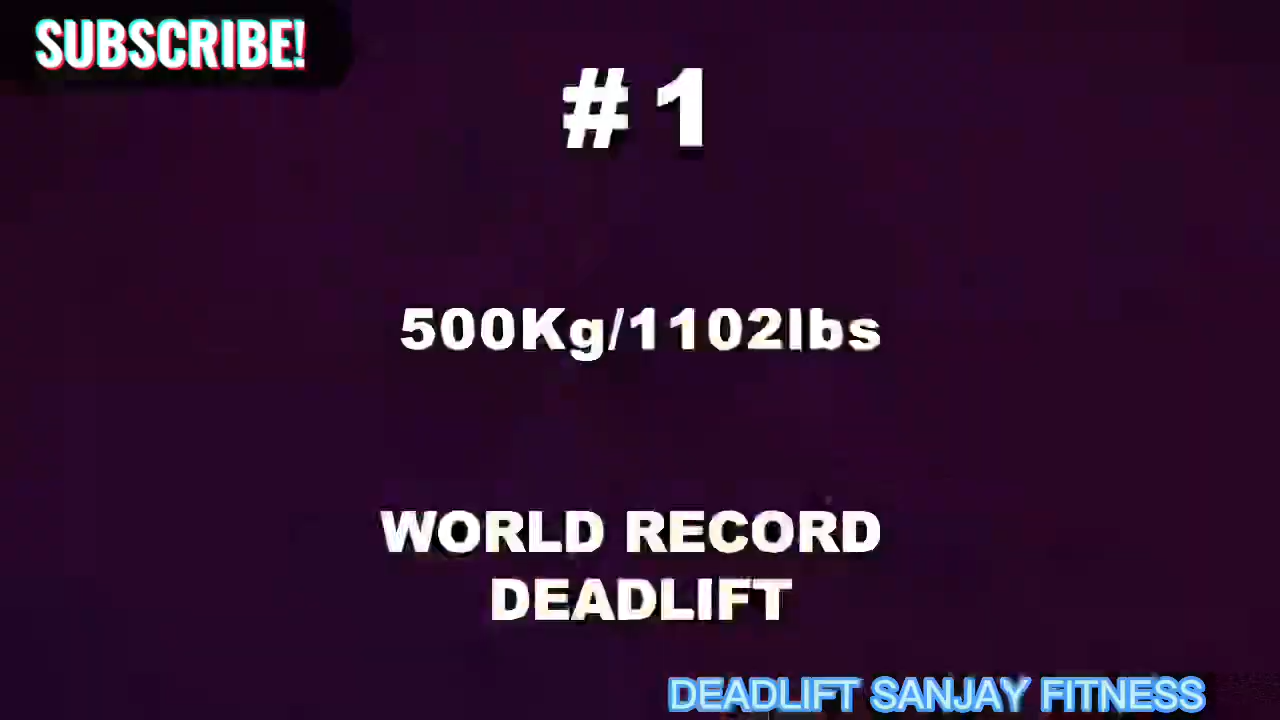 SUBSCRIBE!
#1
500Kg/1102lbs
WORLD RECORD
DEADLIFT
DEADLIFT SANJAY FITNESS